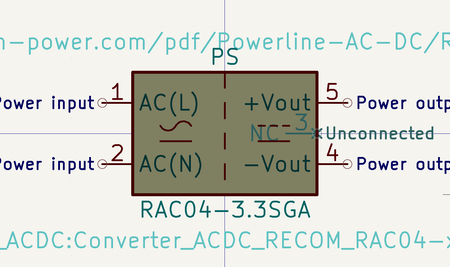 n-power.com/pdf/Powerline-AC-DC/R
PS
Power input 1 AC(L) +Vout 5 Power outp
NC 3 Unconnected
Power input 2 AC(N) -Vout 4 Power outp
RAC04-3.3SGA
_ACDC:Converter_ACDC_RECOM_RAC04-